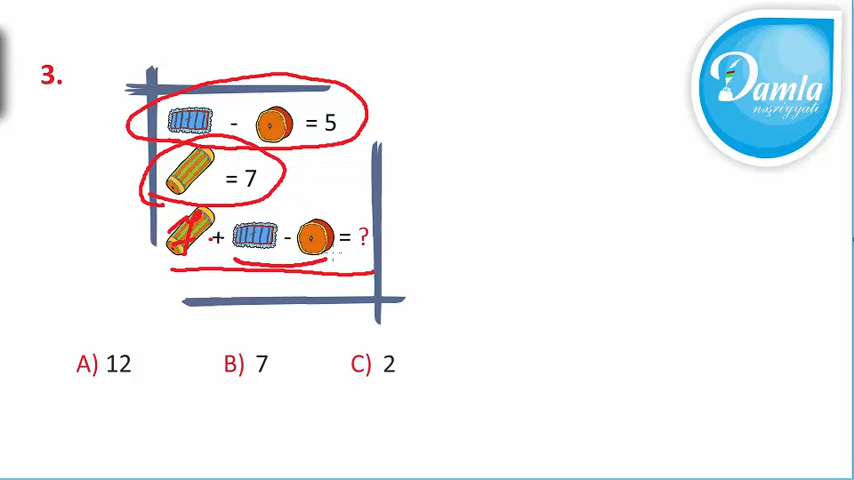 3.
Damla
nəşriyyatı
- = 5
= 7
+ - = ?
A) 12 B) 7 C) 2